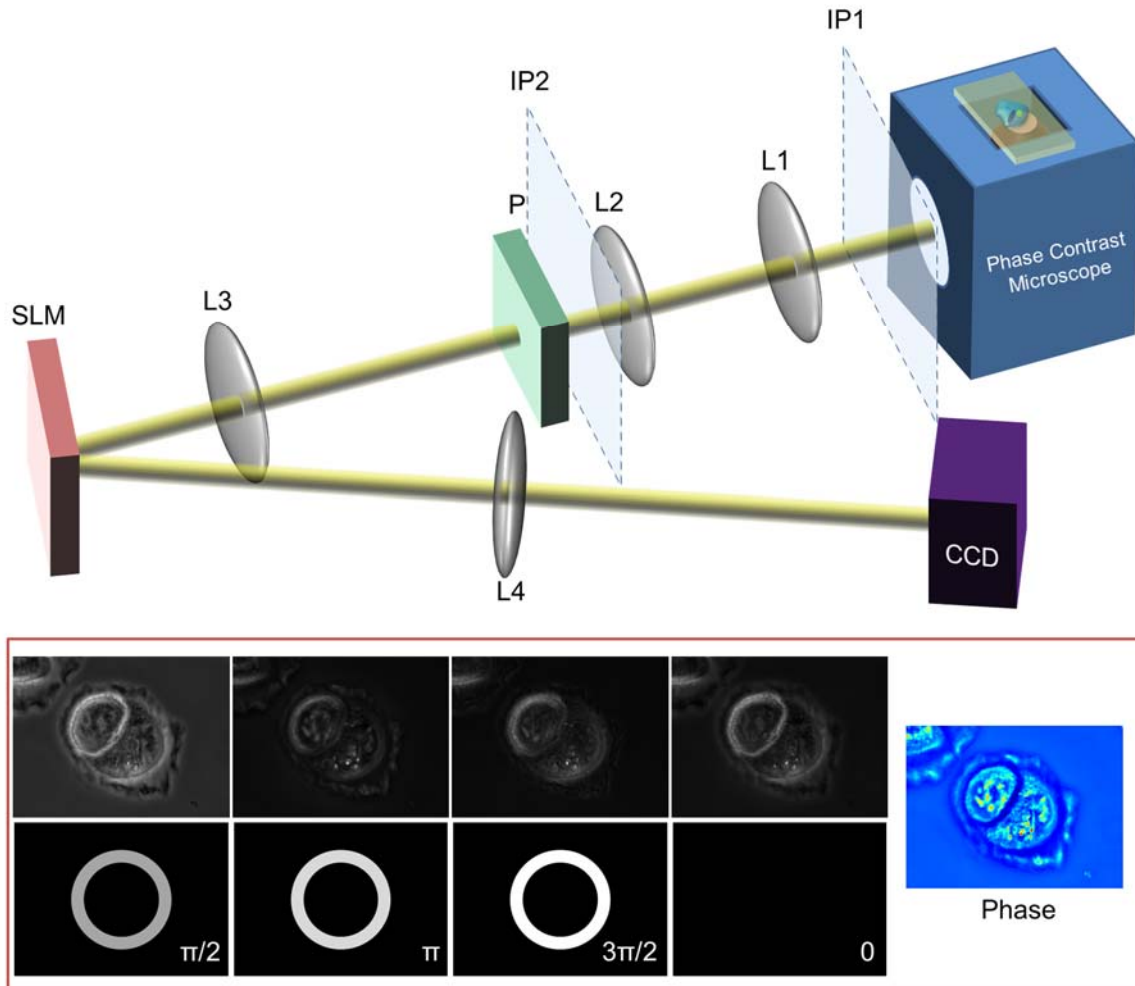 IP1
IP2
L1
P
L2
Phase Contrast
Microscope
L3
SLM
CCD
L4
Phase
π/2
π
3π/2
0